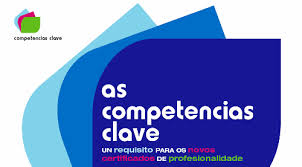 competencias clave
as
competencias
clave
un requisito para os novos
certificados de profesionalidade